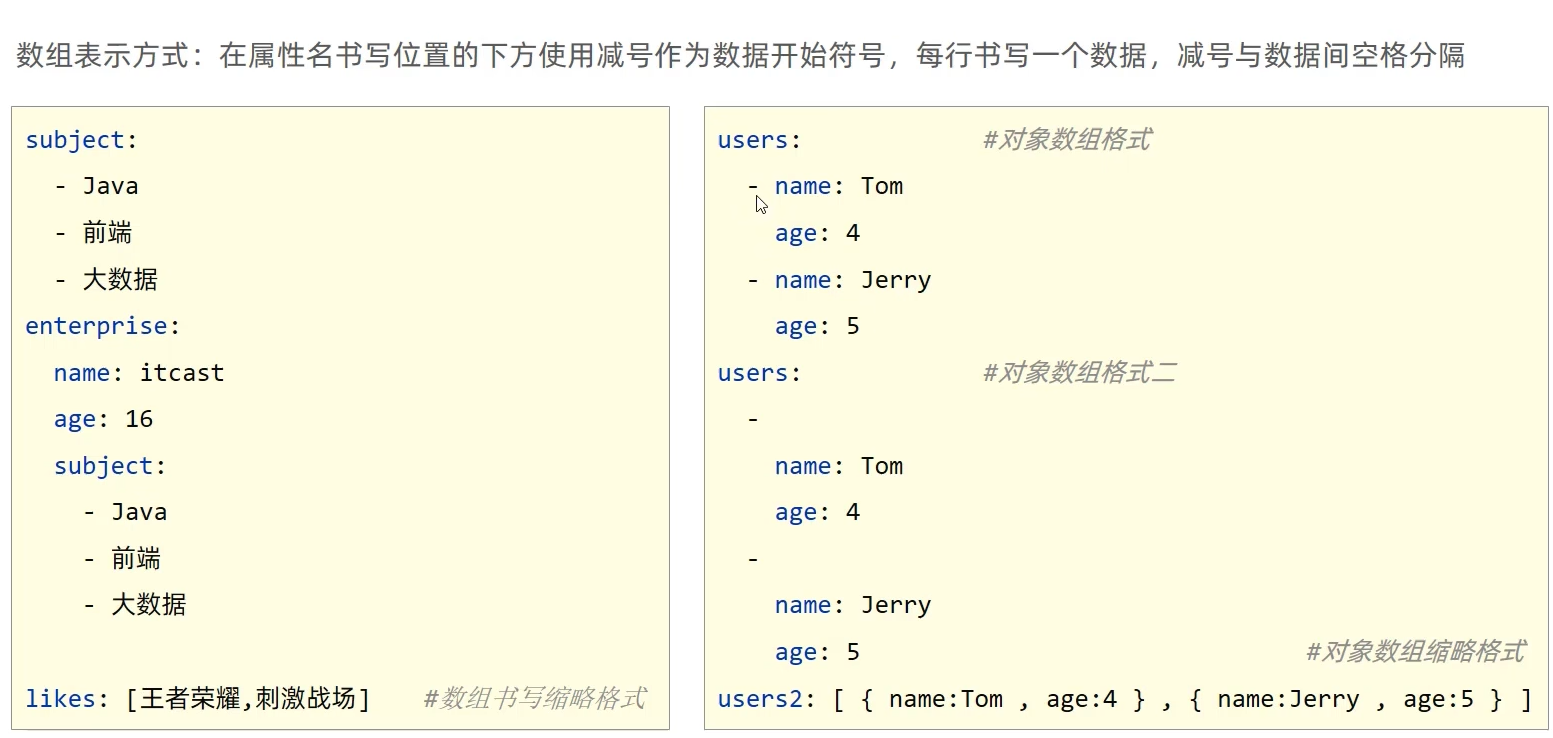 数组表示方式：在属性名书写位置的下方使用减号作为数据开始符号，每行书写一个数据，减号与数据间空格分隔
subject:
  - Java
  - 前端
  - 大数据
enterprise:
  name: itcast
  age: 16
  subject:
    - Java
    - 前端
    - 大数据
likes: [王者荣耀,刺激战场]    #数组书写缩略格式
users:    #对象数组格式
  - name: Tom
    age: 4
  - name: Jerry
    age: 5
users:    #对象数组格式二
  -
    name: Tom
    age: 4
  -
    name: Jerry
    age: 5    #对象数组缩略格式
users2: [ { name:Tom , age:4 } , { name:Jerry , age:5 } ]